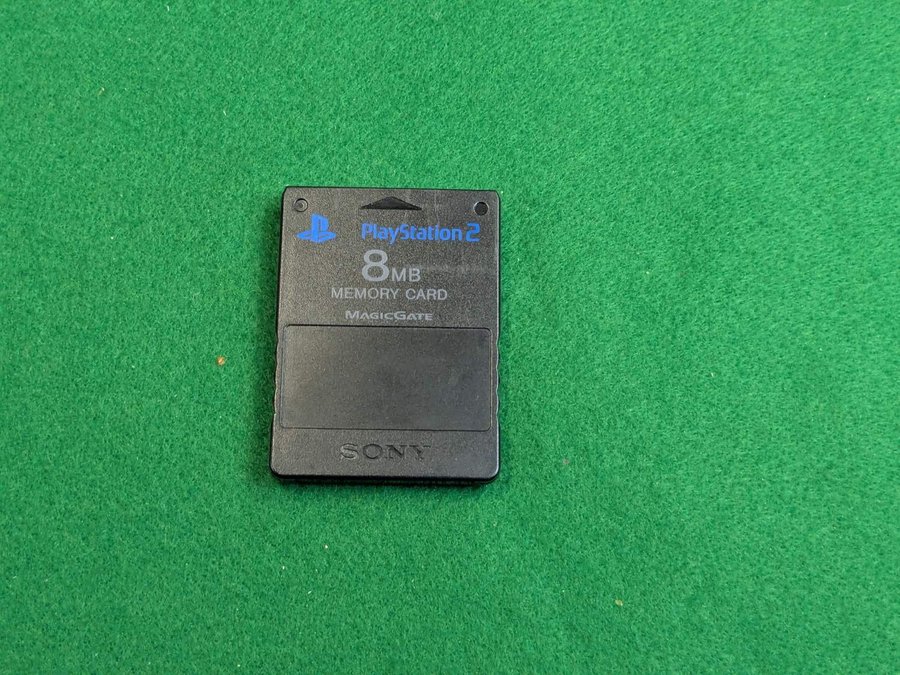 PlayStation 2
8MB
MEMORY CARD
MAGICGATE
SONY